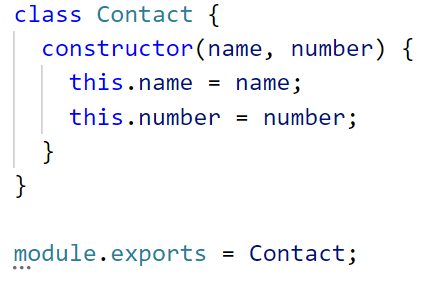 class Contact {
  constructor(name, number) {
    this.name = name;
    this.number = number;
  }
}

module.exports = Contact;